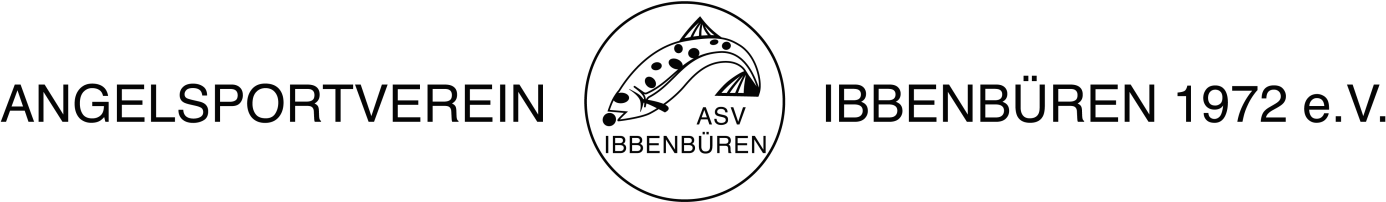 ANGELSPORTVEREIN
ASV
IBBENBÜREN
IBBENBÜREN 1972 e.V.